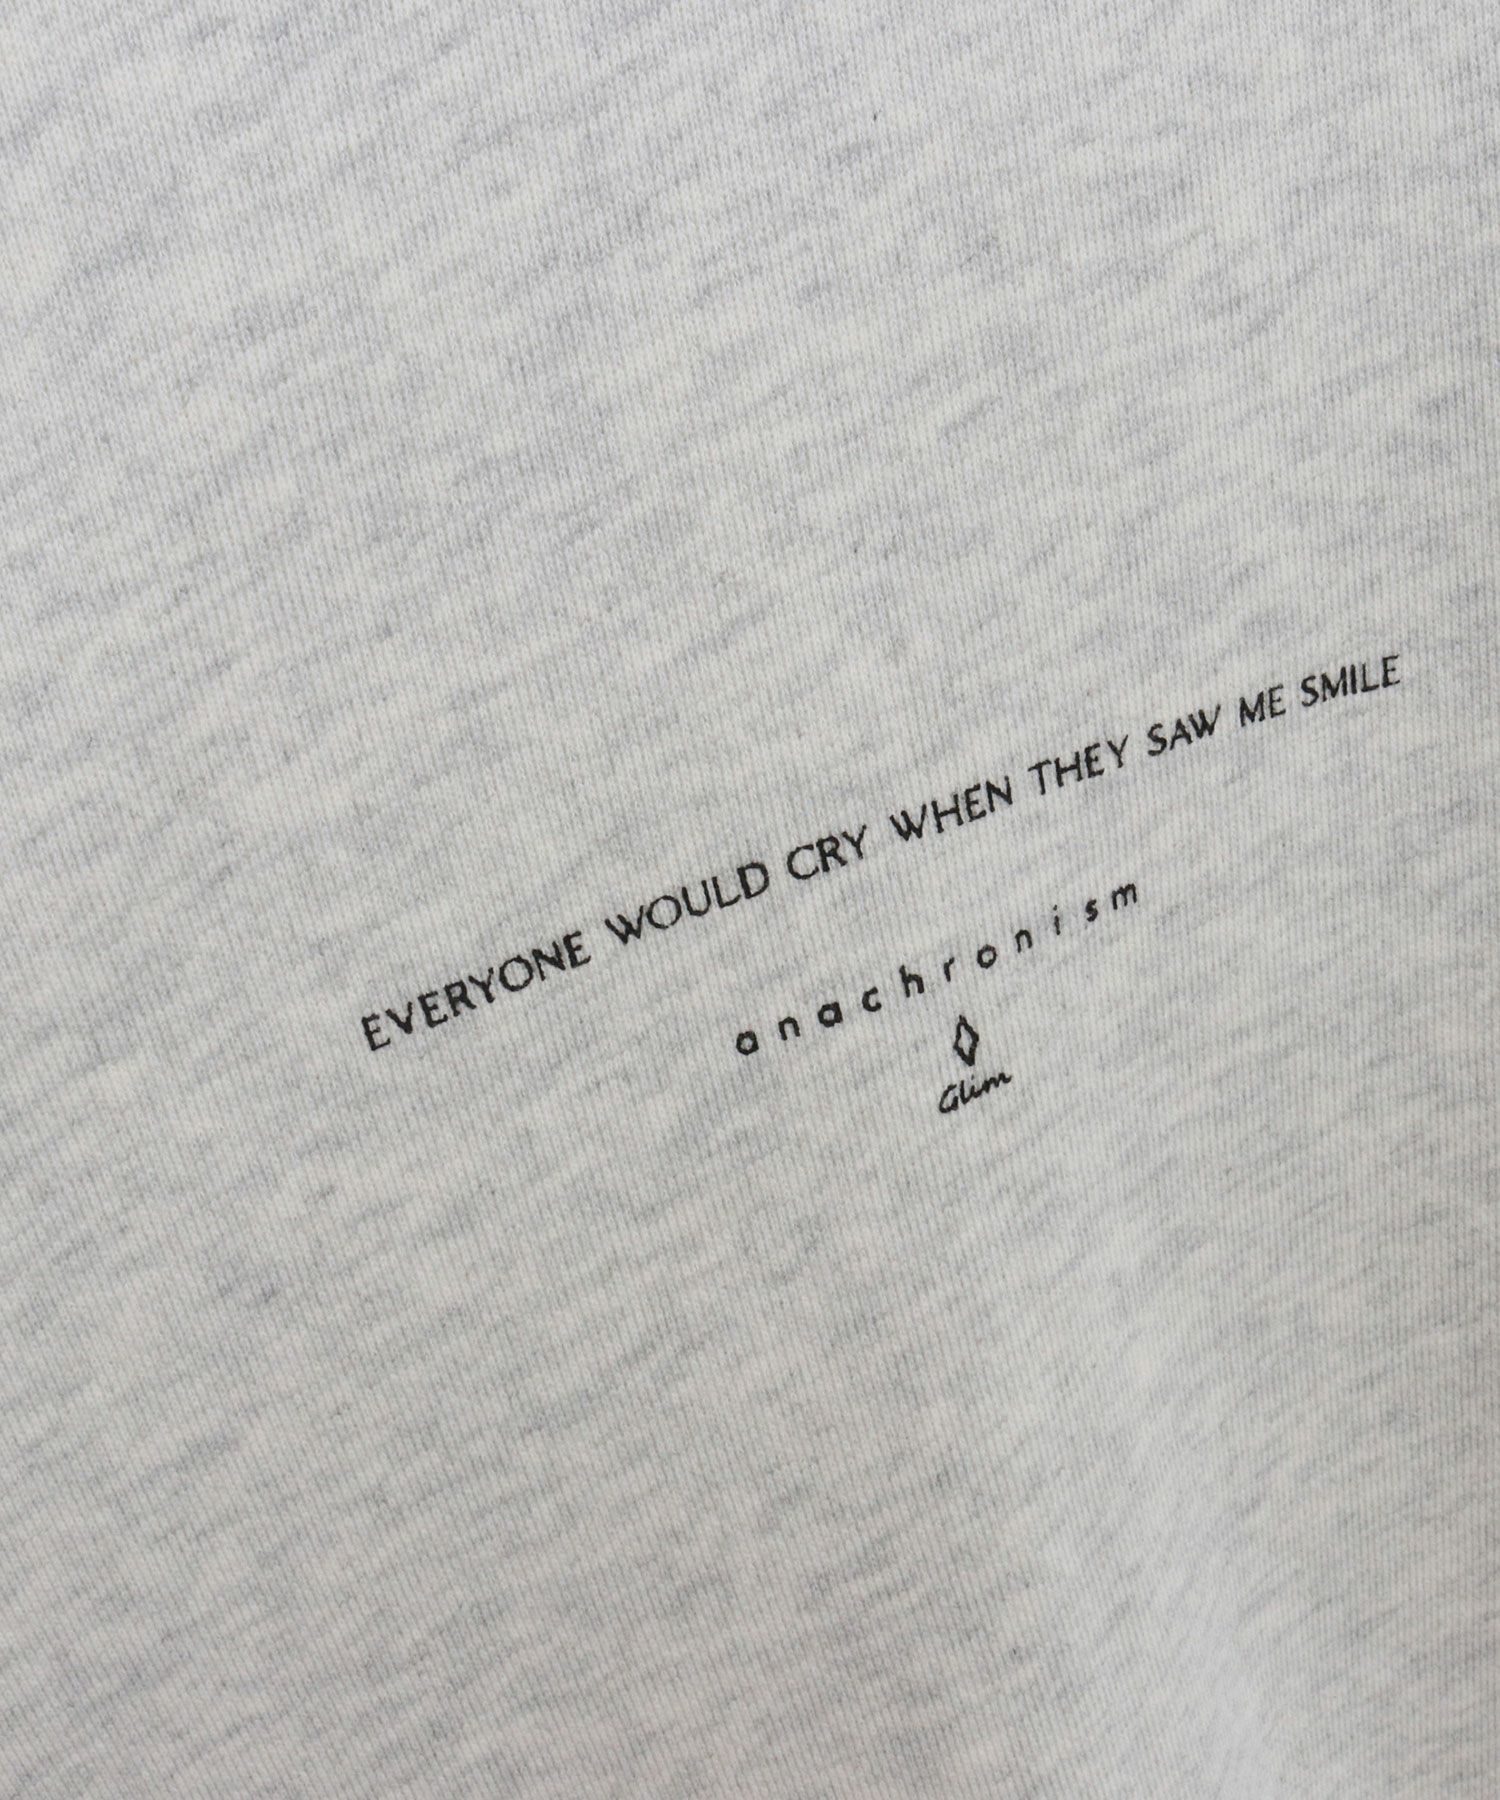 EVERYONE WOULD CRY WHEN THEY SAW ME SMILE
anachronism
Glim